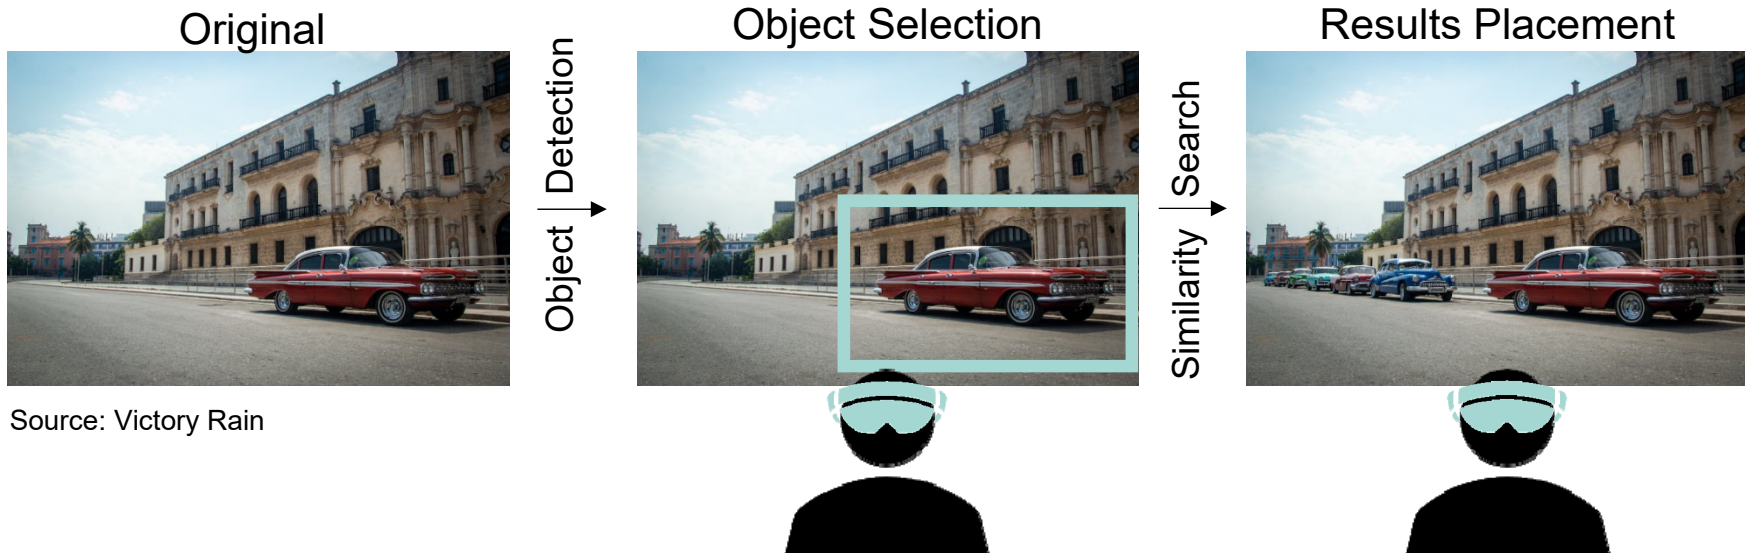 Original
Object Detection
Object Selection
Similarity Search
Results Placement
Source: Victory Rain